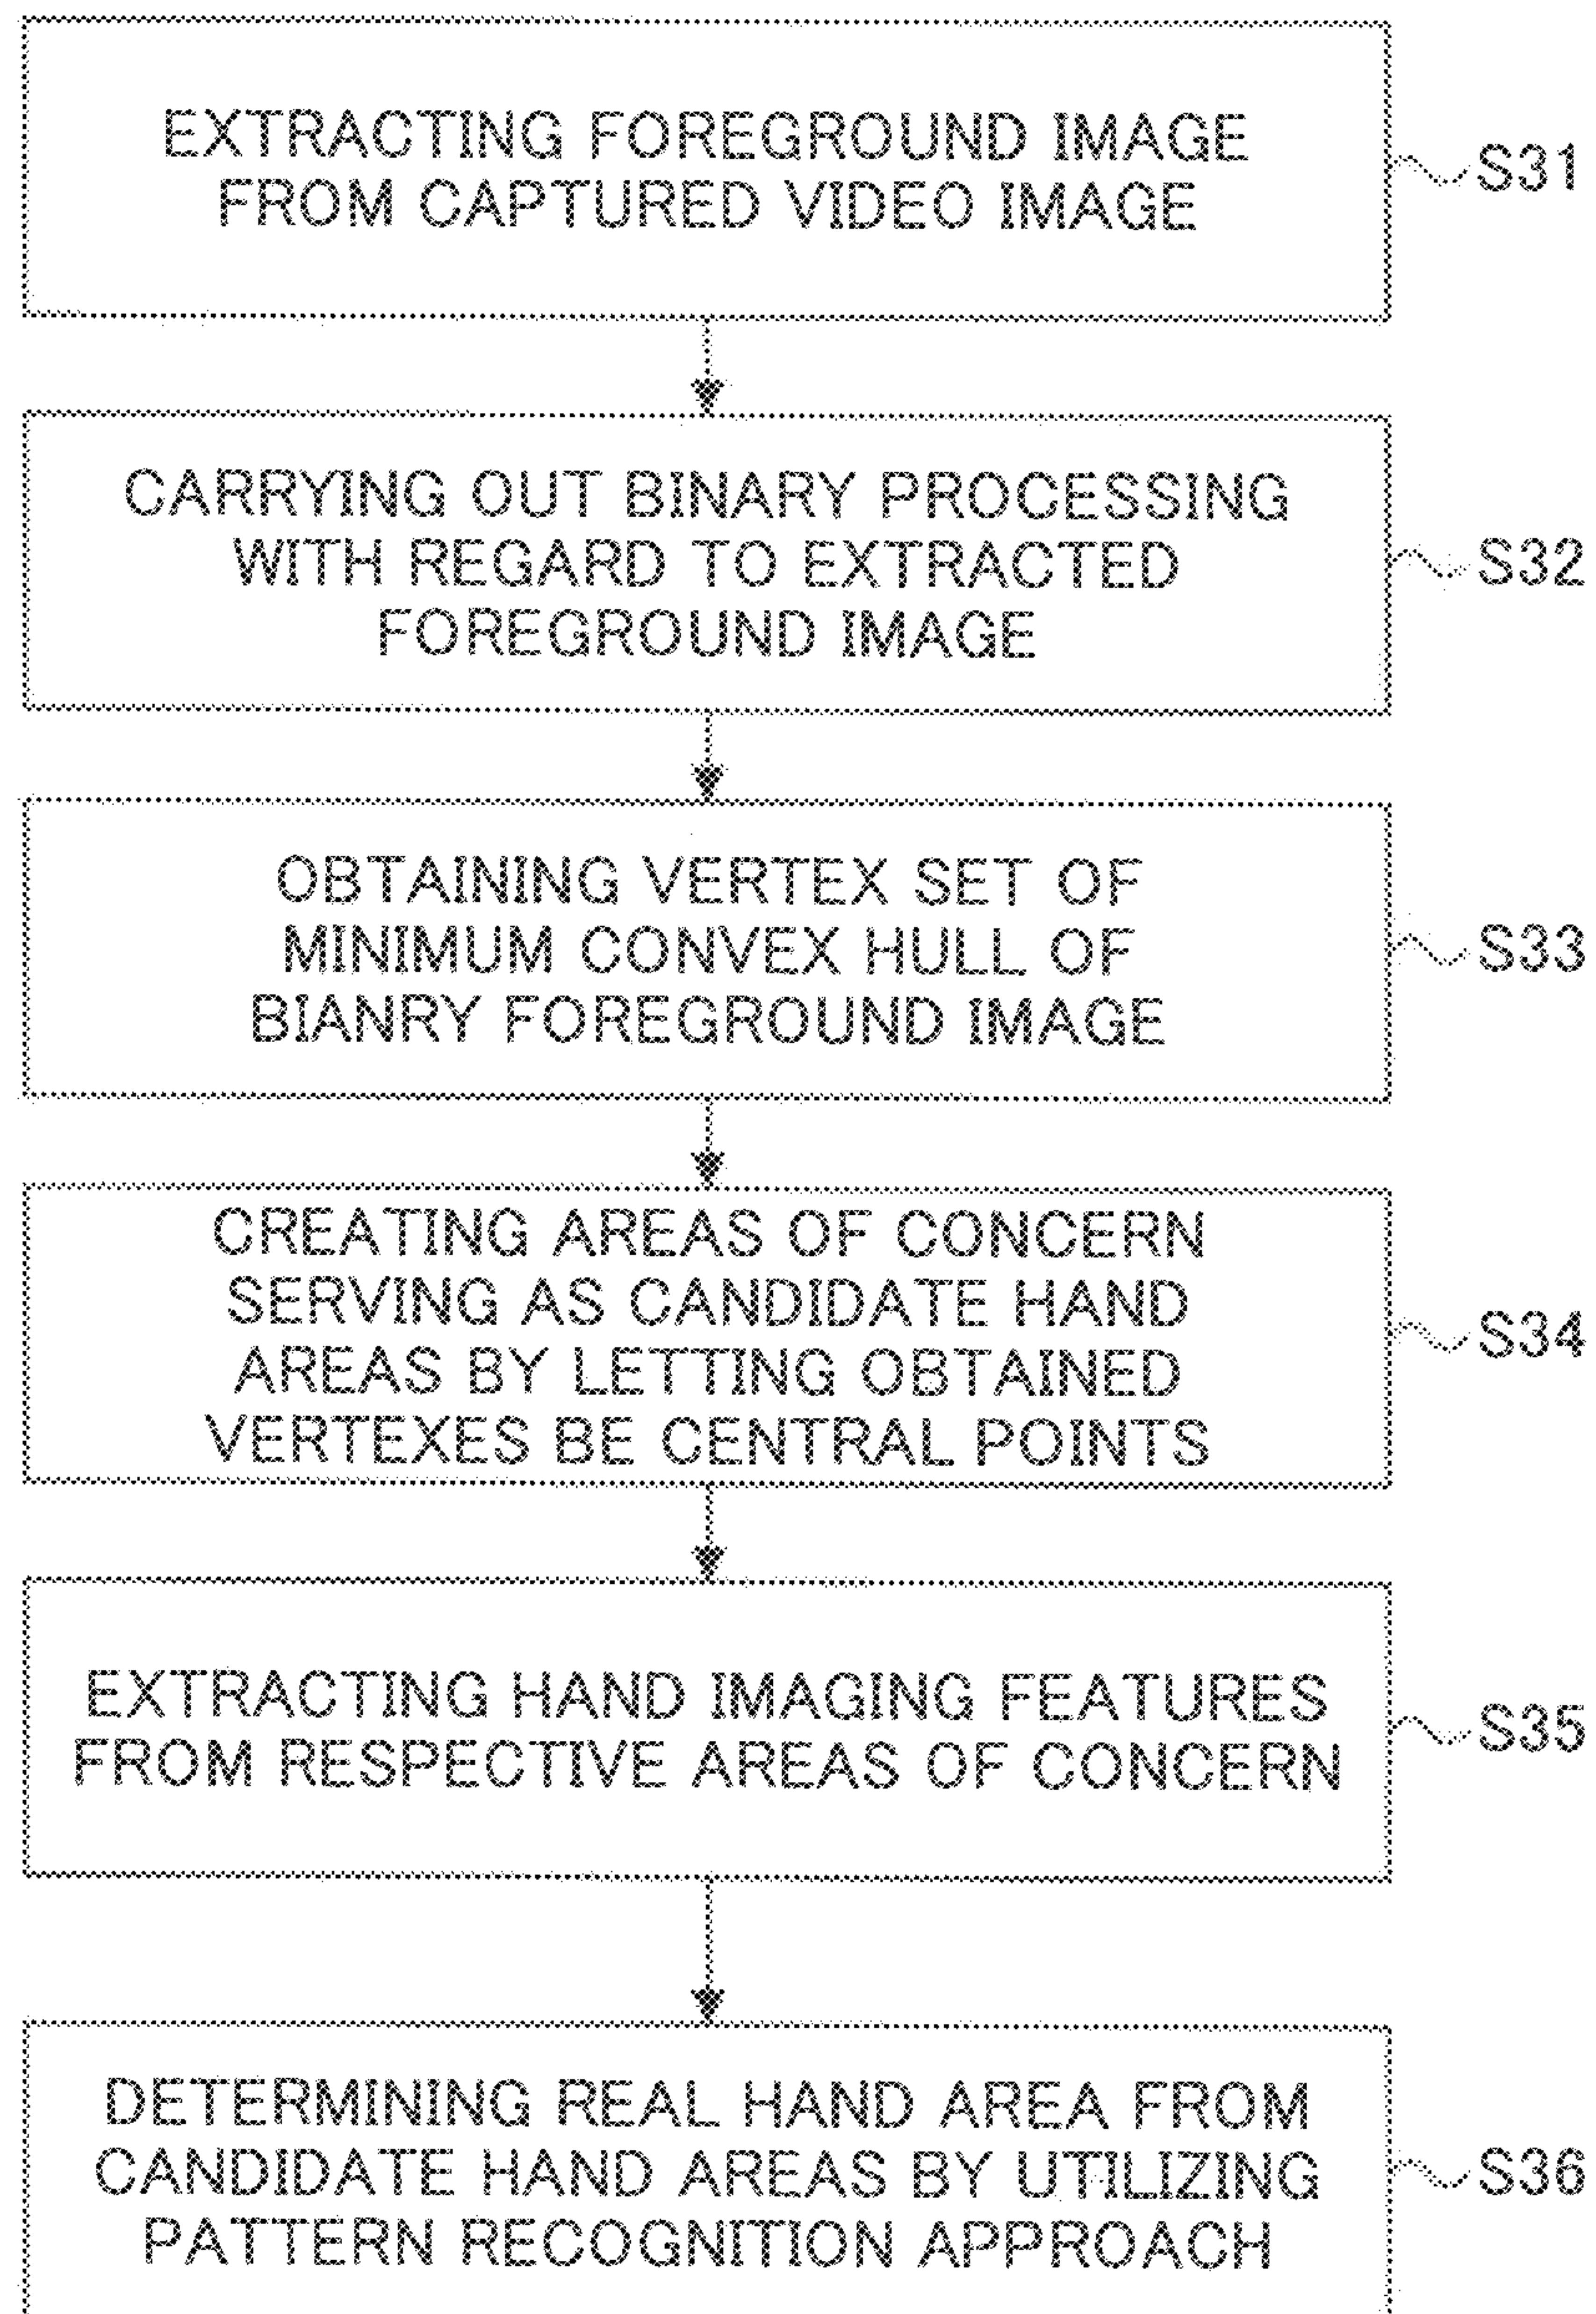 EXTRACTING FOREGROUND IMAGE
FROM CAPTURED VIDEO IMAGE
S31
CARRYING OUT BINARY PROCESSING
WITH REGARD TO EXTRACTED
FOREGROUND IMAGE
S32
OBTAINING VERTEX SET OF
MINIMUM CONVEX HULL OF
BIANRY FOREGROUND IMAGE
S33
CREATING AREAS OF CONCERN
SERVING AS CANDIDATE HAND
AREAS BY LETTING OBTAINED
VERTEXES BE CENTRAL POINTS
S34
EXTRACTING HAND IMAGING FEATURES
FROM RESPECTIVE AREAS OF CONCERN
S35
DETERMINING REAL HAND AREA FROM
CANDIDATE HAND AREAS BY UTILIZING
PATTERN RECOGNITION APPROACH
S36